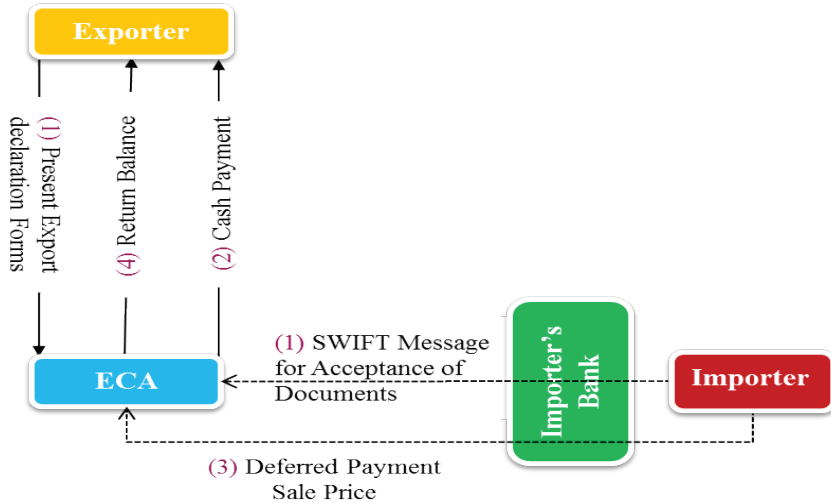 Exporter
(1) Present Export
declaration Forms
(4) Return Balance
(2) Cash Payment
ECA
(1) SWIFT Message
for Acceptance of
Documents
Importer's
Bank
Importer
(3) Deferred Payment
Sale Price